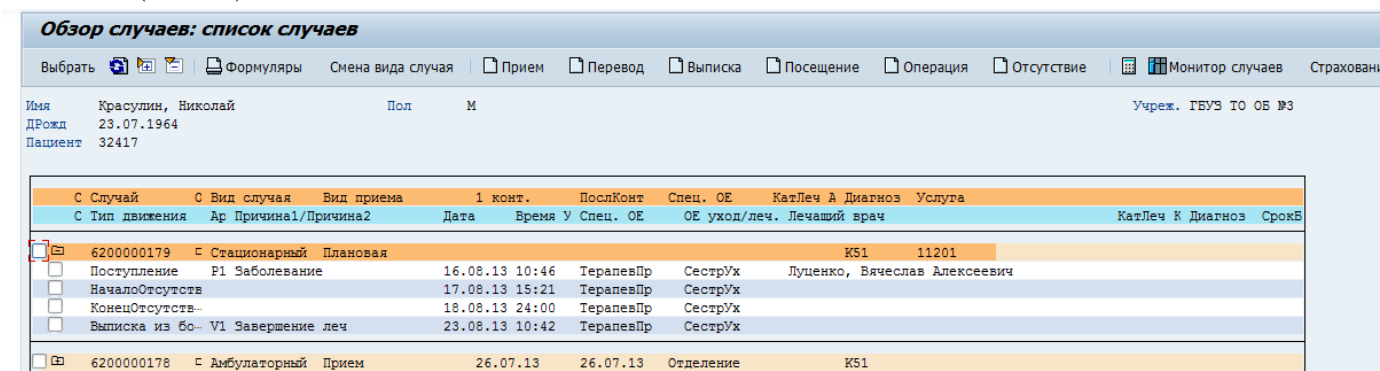 Обзор случаев: список случаев
Выбрать Формуляры Смена вида случая Прием Перевод Выписка Посещение Операция Отсутствие Монитор случаев Страховани
Имя Красулин, Николай Пол М Учреж. ГБУЗ ТО ОБ №3
ДРожд 23.07.1964
Пациент 32417
С Случай С Вид случая Вид приема 1 конт. ПослКонт Спец. ОЕ КатЛеч А Диагноз Услуга
С Тип движения Ар Причина1/Причина2 Дата Время У Спец. ОЕ ОЕ уход/леч. Лечащий врач КатЛеч К Диагноз СрокБ
6200000179 Стационарный Плановая К51 11201
Поступление Р1 Заболевание 16.08.13 10:46 ТерапевПр СестрУх Луценко, Вячеслав Алексеевич
НачалоОтсутств 17.08.13 15:21 ТерапевПр СестрУх
КонецОтсутств… 18.08.13 24:00 ТерапевПр СестрУх
Выписка из бо… V1 Завершение леч 23.08.13 10:42 ТерапевПр СестрУх
6200000178 Амбулаторный Прием 26.07.13 26.07.13 Отделение К51